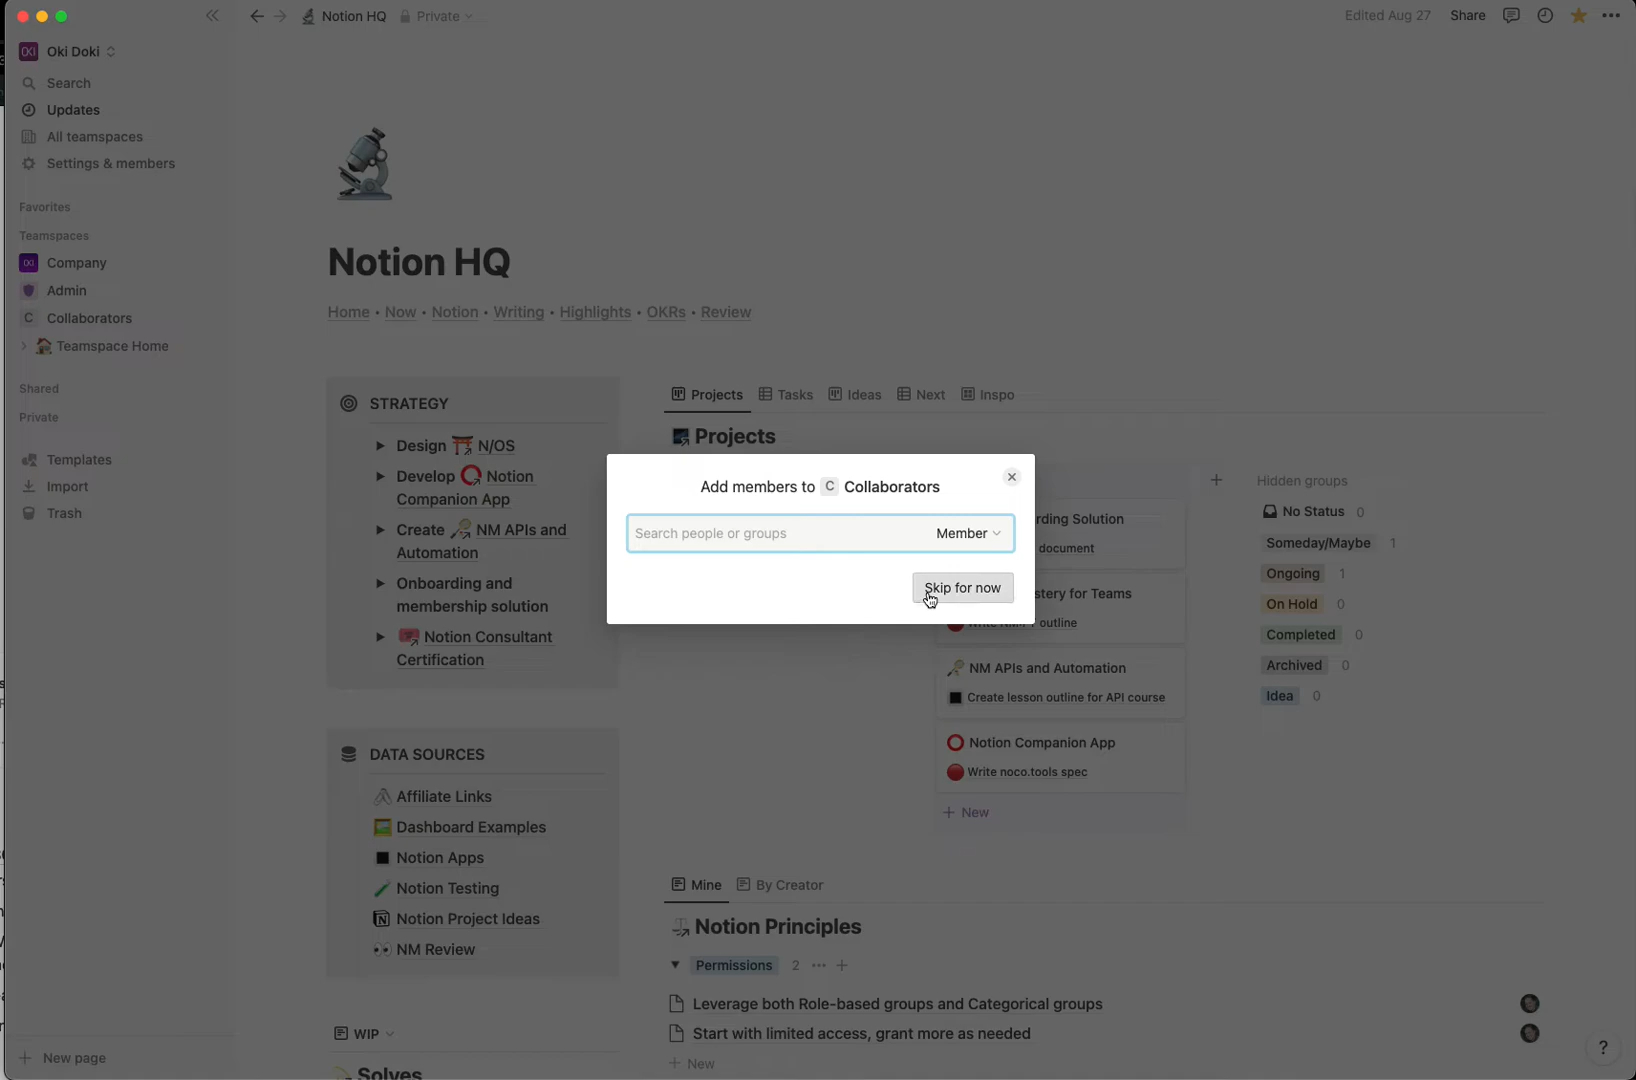 Notion HQ
Private
Edited Aug 27
Share
OKI
Oki Doki
Search
Updates
All teamspaces
Settings & members
Favorites
Teamspaces
OKI
Company
Admin
C
Collaborators
Teamspace Home
Shared
Private
Templates
Import
Trash
New page
Notion HQ
Home • Now • Notion • Writing • Highlights • OKRs • Review
STRATEGY
Design N/OS
Develop Notion
Companion App
Create NM APIs and
Automation
Onboarding and
membership solution
Notion Consultant
Certification
DATA SOURCES
Affiliate Links
Dashboard Examples
Notion Apps
Notion Testing
Notion Project Ideas
NM Review
WIP
Solves
Projects
Tasks
Ideas
Next
Inspo
Projects
Add members to C Collaborators
Search people or groups
Member
Skip for now
rding Solution
document
stery for Teams
outline
NM APIs and Automation
Create lesson outline for API course
Notion Companion App
Write noco.tools spec
+ New
Hidden groups
No Status 0
Someday/Maybe 1
Ongoing 1
On Hold 0
Completed 0
Archived 0
Idea 0
Mine
By Creator
Notion Principles
Permissions 2
Leverage both Role-based groups and Categorical groups
Start with limited access, grant more as needed
+ New
?